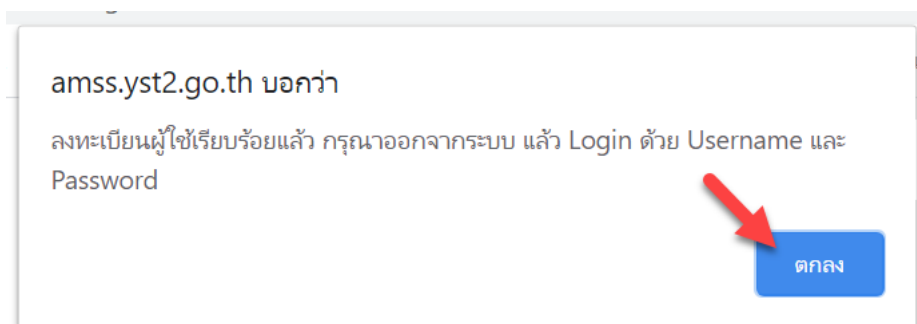 amss.yst2.go.th บอกว่า
ลงทะเบียนผู้ใช้เรียบร้อยแล้ว กรุณาออกจากระบบ แล้ว Login ด้วย Username และ
Password
ตกลง